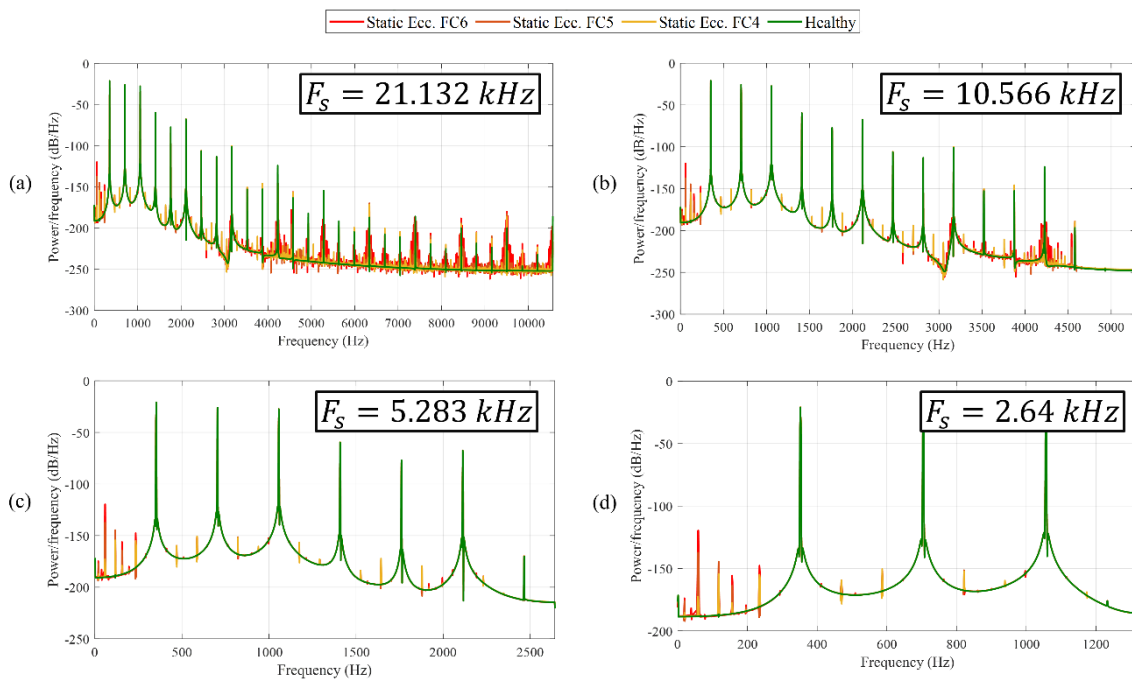 Static Ecc. FC6 Static Ecc. FC5 Static Ecc. FC4 Healthy
(a)
F_s = 21.132 kHz
Power/frequency (dB/Hz)
0
-50
-100
-150
-200
-250
-300
0 1000 2000 3000 4000 5000 6000 7000 8000 9000 10000
Frequency (Hz)
(b)
F_s = 10.566 kHz
Power/frequency (dB/Hz)
0
-50
-100
-150
-200
-250
-300
0 500 1000 1500 2000 2500 3000 3500 4000 4500 5000
Frequency (Hz)
(c)
F_s = 5.283 kHz
Power/frequency (dB/Hz)
0
-50
-100
-150
-200
-250
0 500 1000 1500 2000 2500
Frequency (Hz)
(d)
F_s = 2.64 kHz
Power/frequency (dB/Hz)
0
-50
-100
-150
-200
0 200 400 600 800 1000 1200
Frequency (Hz)